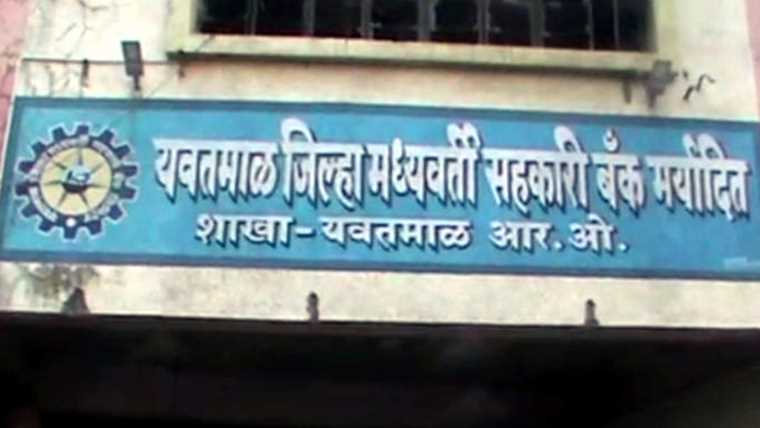 यवतमाळ जिल्हा मध्यवर्ती सहकारी बँक मर्यादित
शाखा - यवतमाळ आर. ओ.